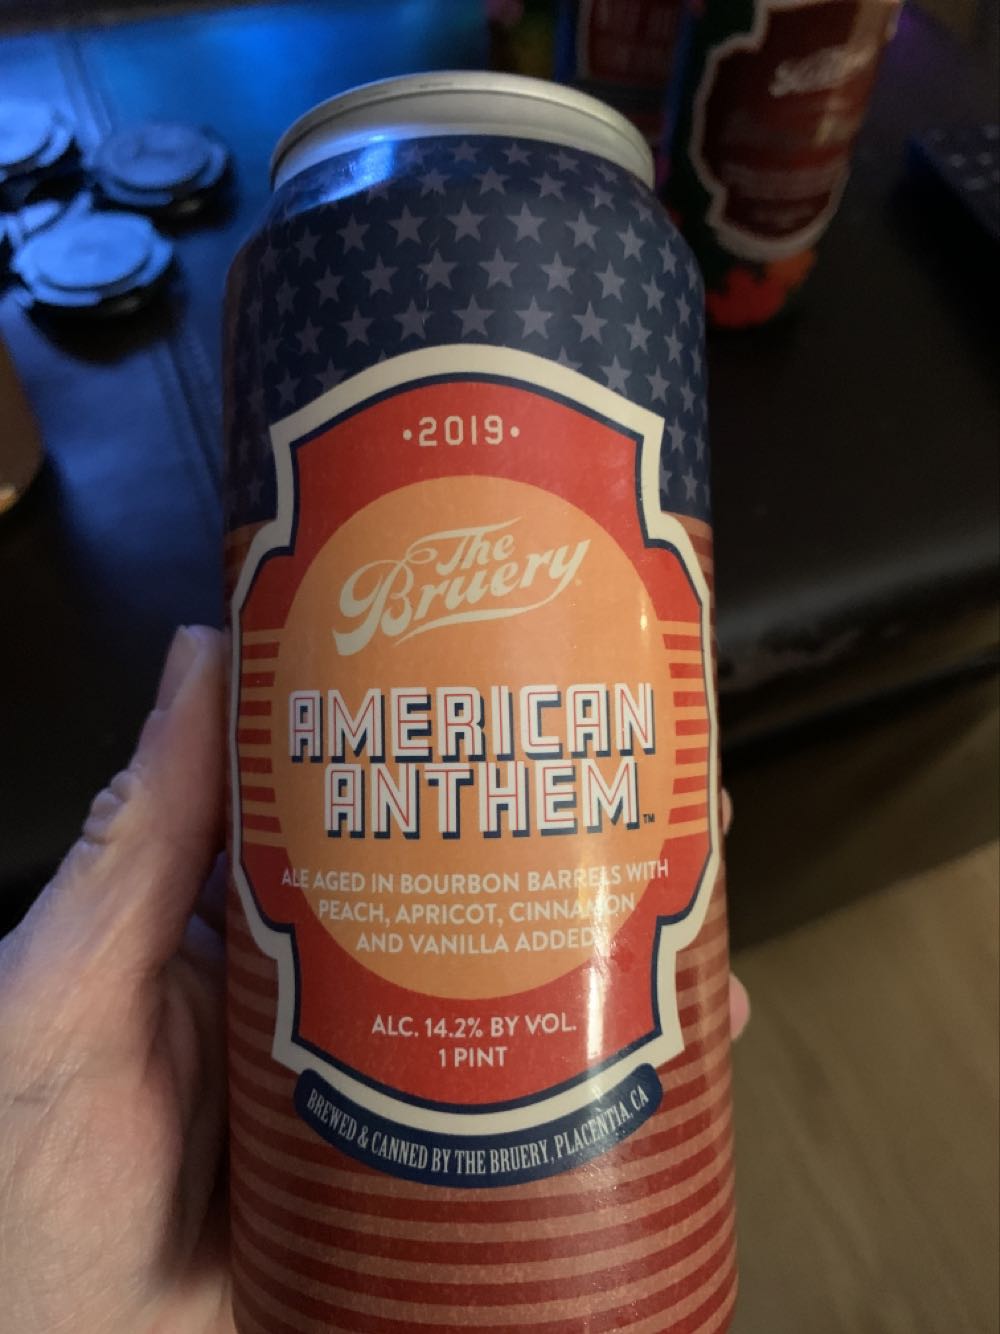 •2019•
The
Bruery
AMERICAN
ANTHEM™
ALE AGED IN BOURBON BARRELS WITH
PEACH, APRICOT, CINNAMON
AND VANILLA ADDED
ALC. 14.2% BY VOL.
1 PINT
BREWED & CANNED BY THE BRUERY, PLACENTIA, CA